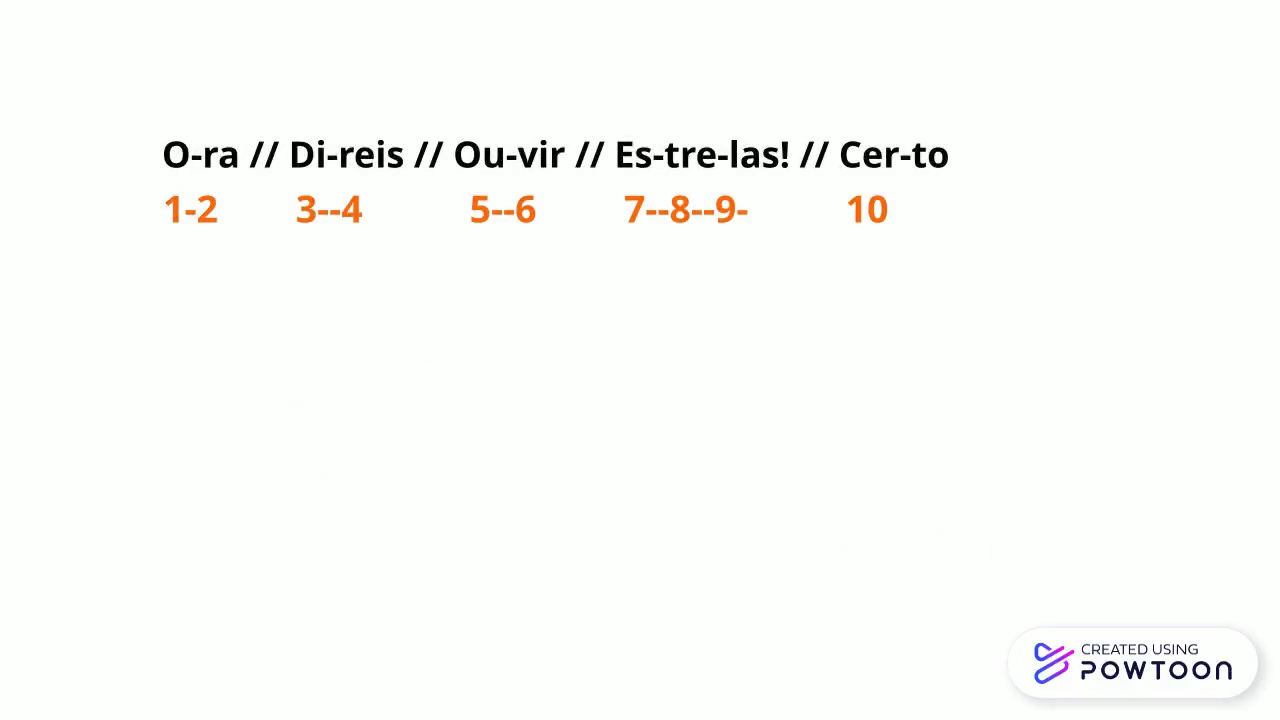 O-ra // Di-reis // Ou-vir // Es-tre-las! // Cer-to
1-2 3--4 5--6 7--8--9- 10
CREATED USING
POWTOON